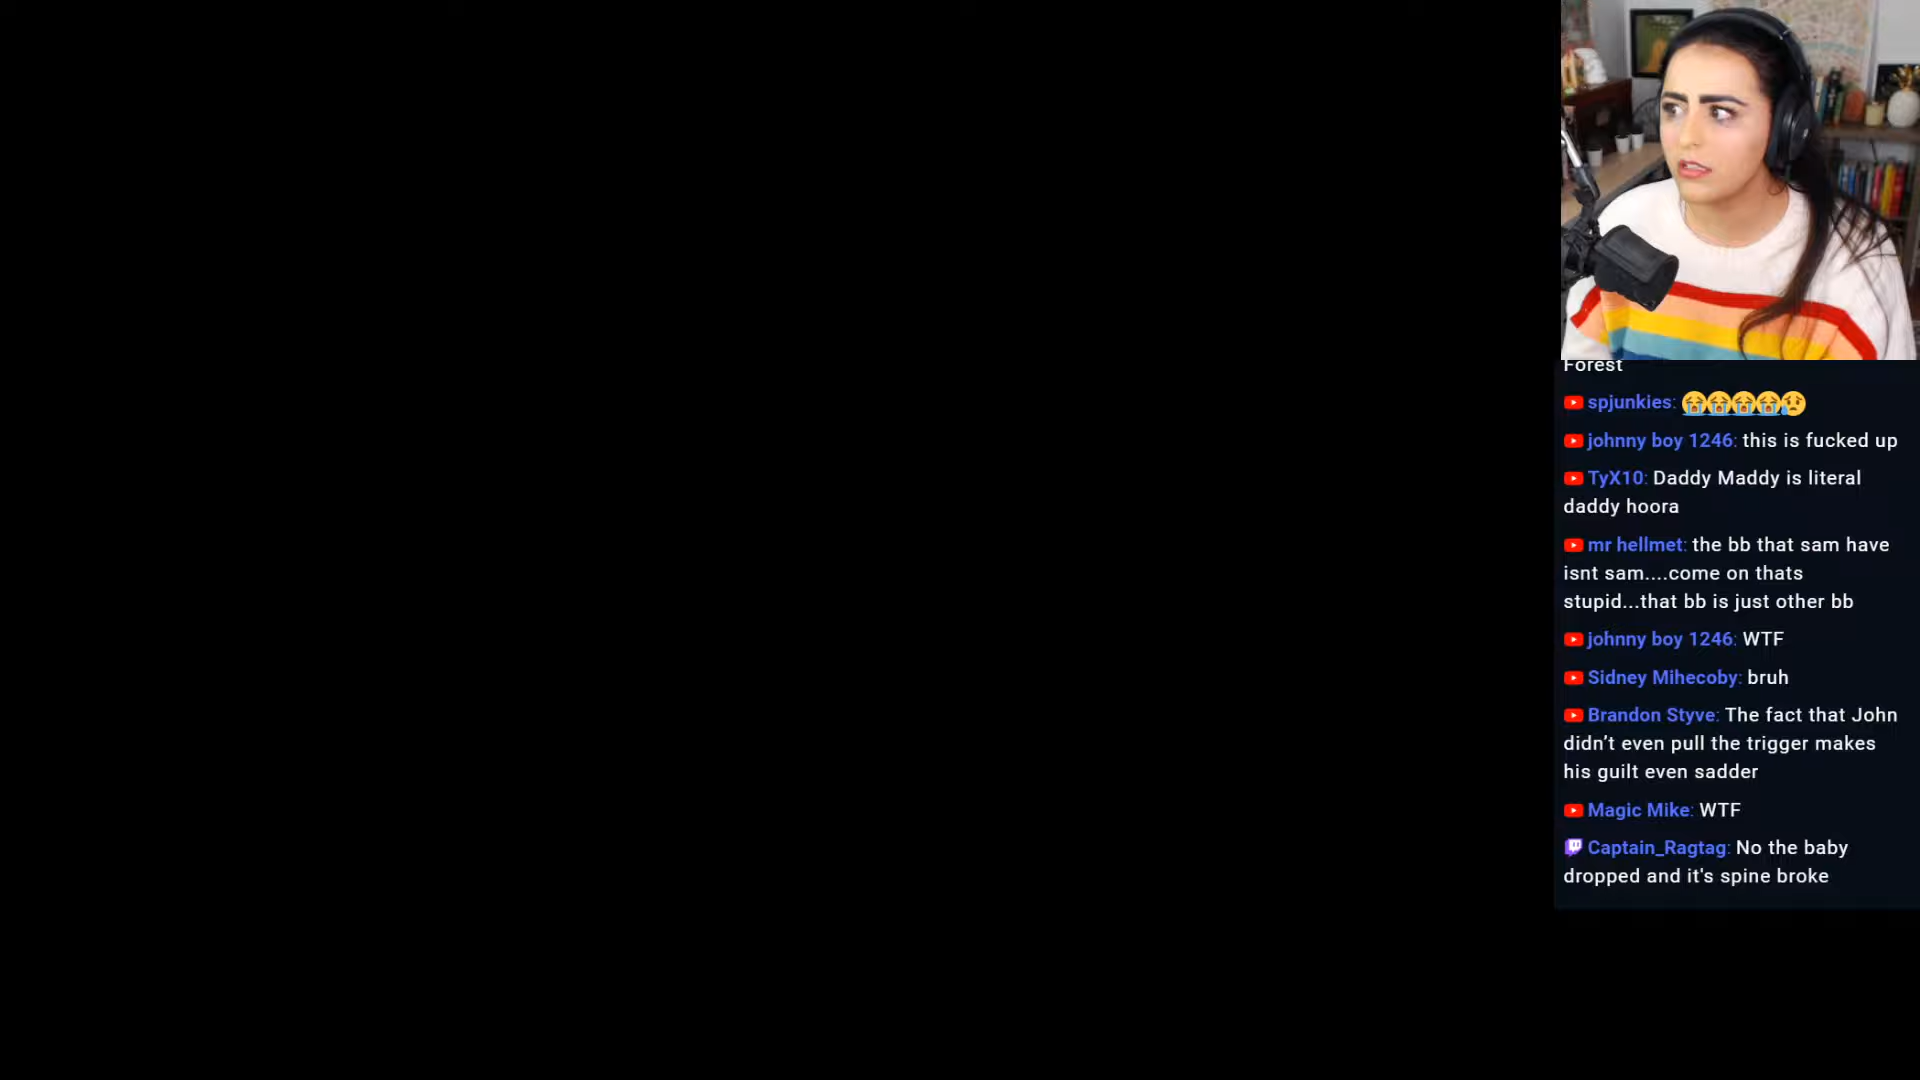 Forest
spjunkies: 😭😭😭😭😥
johnny boy 1246: this is fucked up
TyX10: Daddy Maddy is literal
daddy hoora
mr hellmet: the bb that sam have
isnt sam....come on thats
stupid...that bb is just other bb
johnny boy 1246: WTF
Sidney Mihecoby: bruh
Brandon Styve: The fact that John
didn’t even pull the trigger makes
his guilt even sadder
Magic Mike: WTF
Captain_Ragtag: No the baby
dropped and it's spine broke